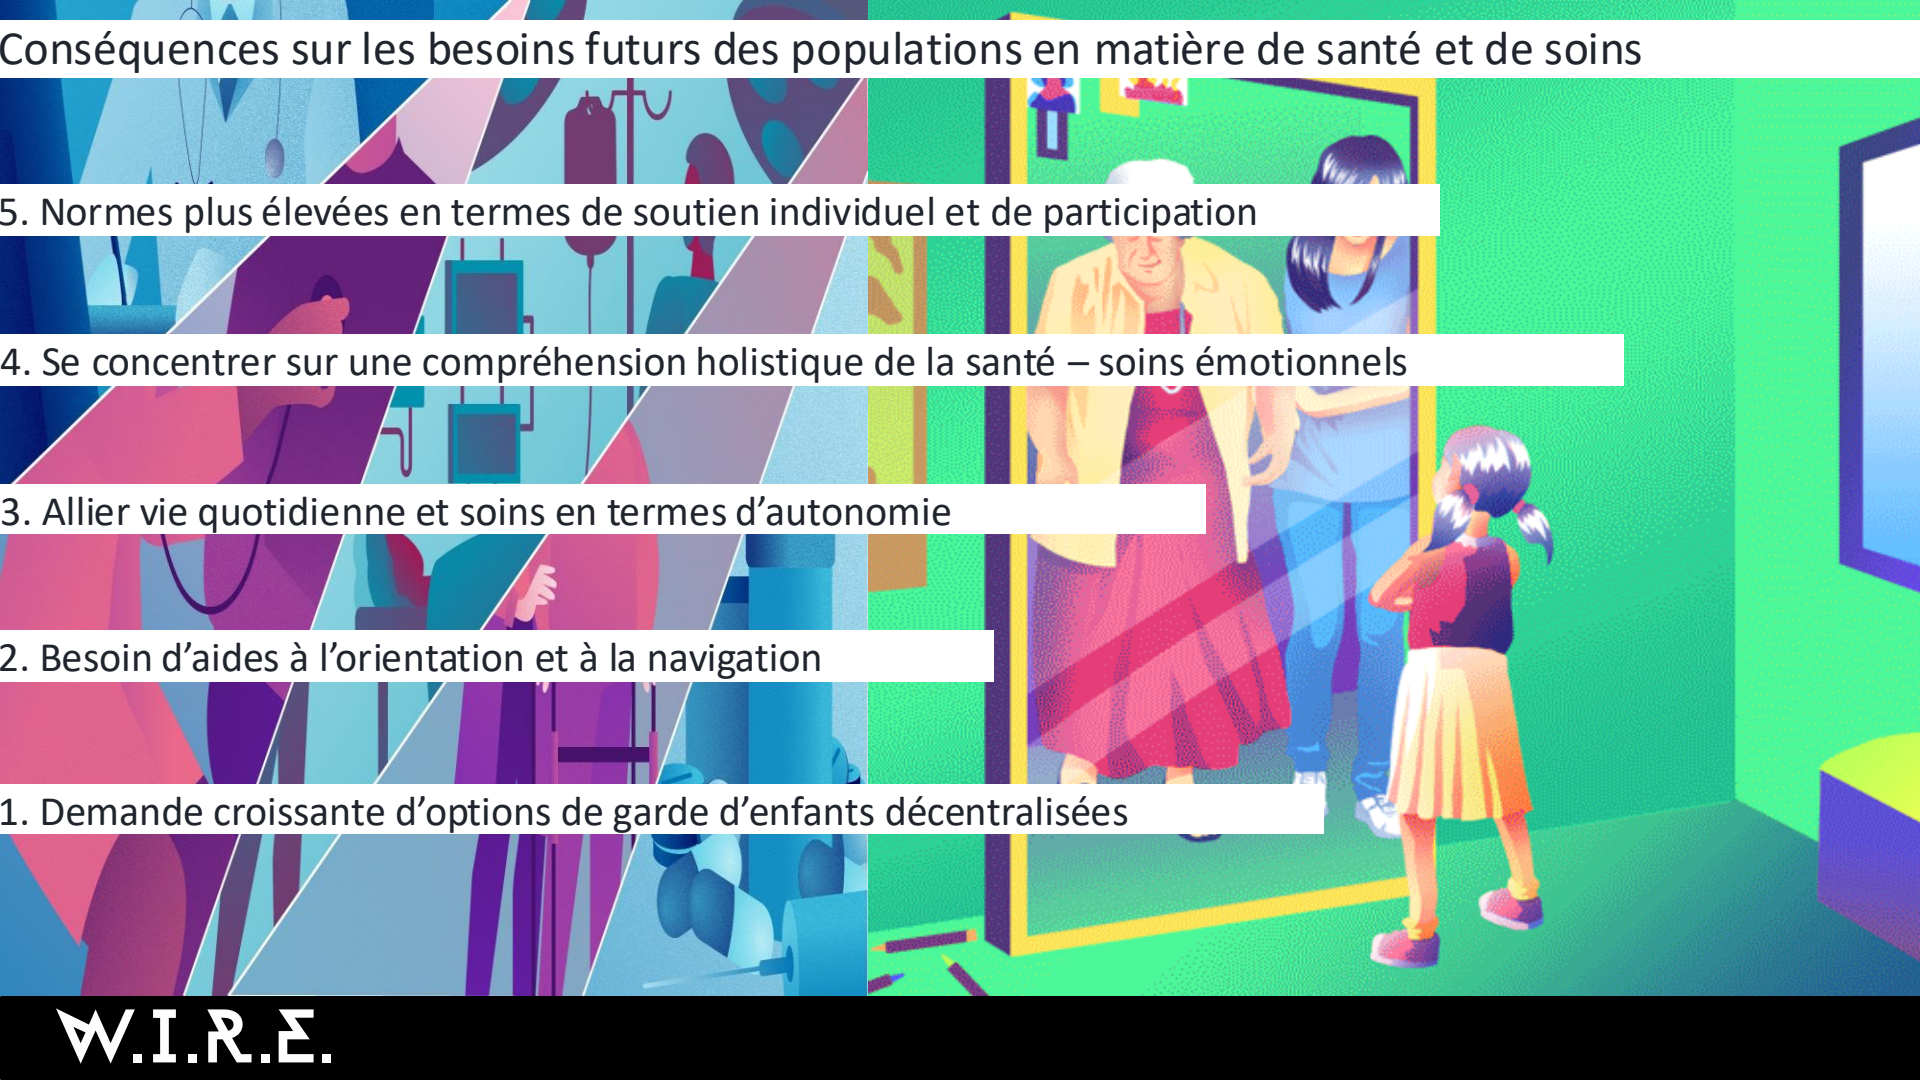 Conséquences sur les besoins futurs des populations en matière de santé et de soins
5. Normes plus élevées en termes de soutien individuel et de participation
4. Se concentrer sur une compréhension holistique de la santé – soins émotionnels
3. Allier vie quotidienne et soins en termes d’autonomie
2. Besoin d’aides à l’orientation et à la navigation
1. Demande croissante d’options de garde d’enfants décentralisées
W.I.R.E.